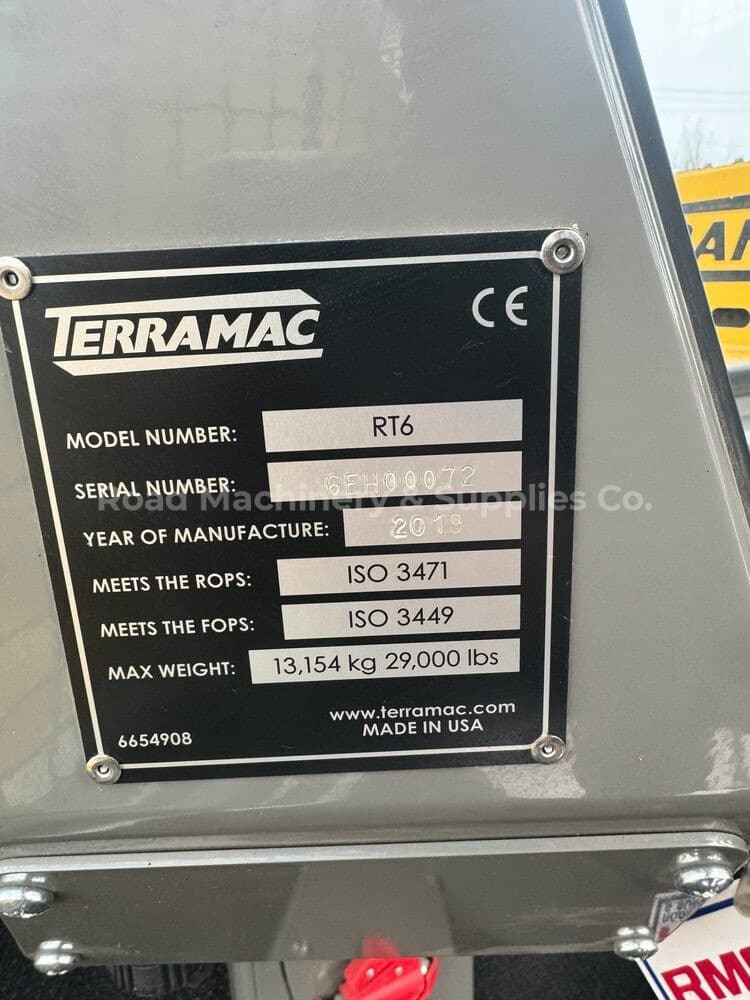 TERRAMAC
CE
MODEL NUMBER: RT6
SERIAL NUMBER: 6EH00072
Road Machinery & Supplies Co.
YEAR OF MANUFACTURE: 2019
MEETS THE ROPS: ISO 3471
MEETS THE FOPS: ISO 3449
MAX WEIGHT: 13,154 kg 29,000 lbs
www.terramac.com
6654908
MADE IN USA